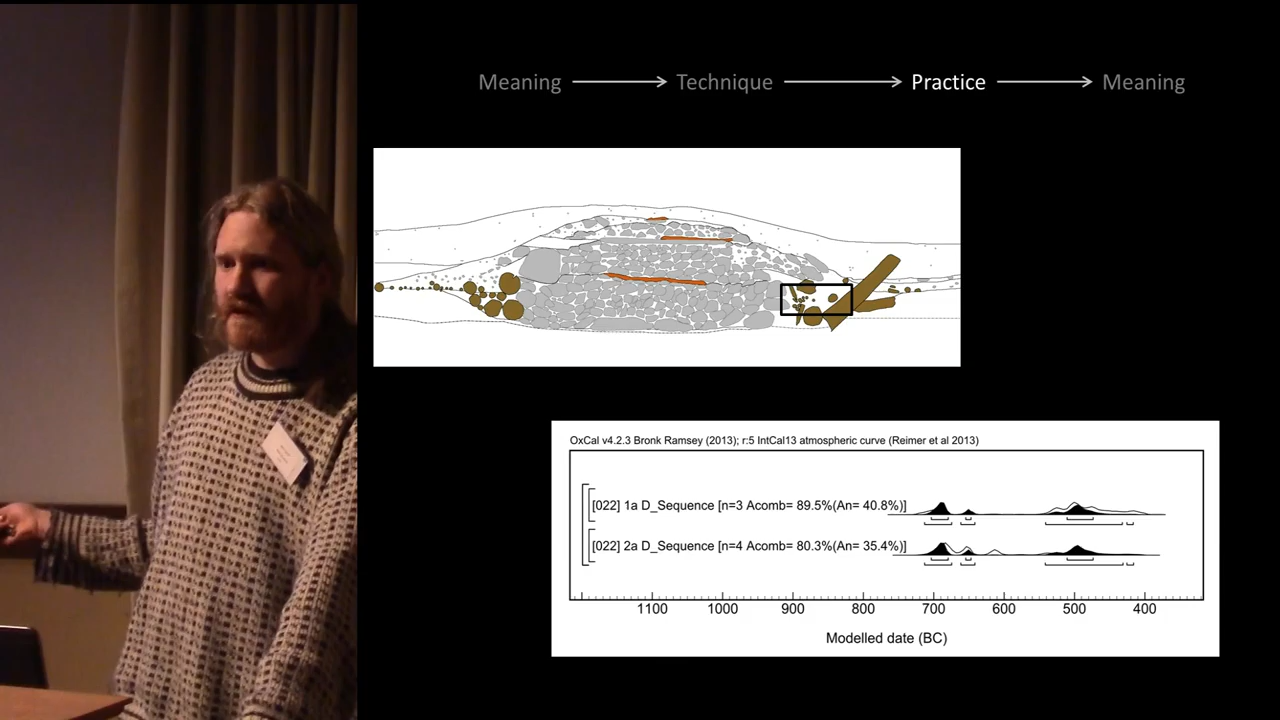 Meaning Technique Practice Meaning
OxCal v4.2.3 Bronk Ramsey (2013); r:5 IntCal13 atmospheric curve (Reimer et al 2013)
[022] 1a D_Sequence [n=3 Acomb= 89.5%(An= 40.8%)]
[022] 2a D_Sequence [n=4 Acomb= 80.3%(An= 35.4%)]
1100 1000 900 800 700 600 500 400
Modelled date (BC)